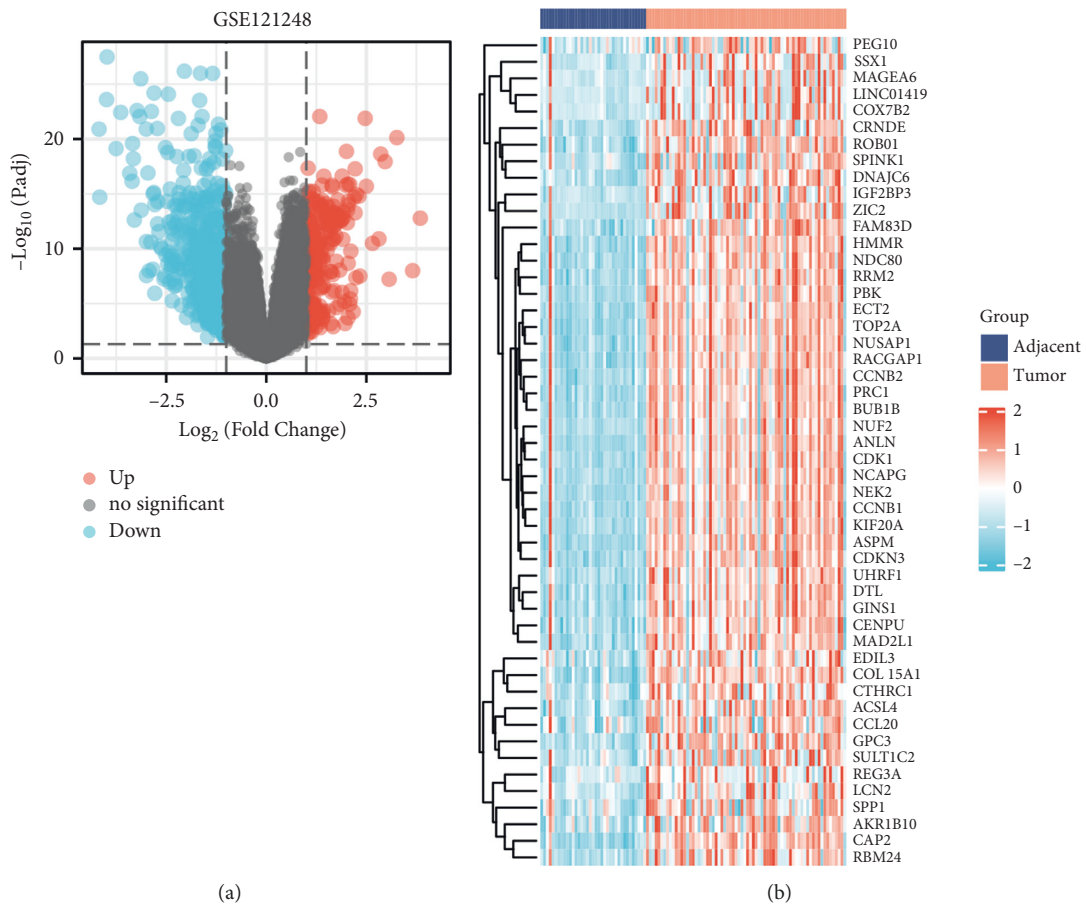 GSE121248
20
10
0
−Log10 (P.adj)
−2.5
0.0
2.5
Log2 (Fold Change)
Up
no significant
Down
(a)
PEG10
SSX1
MAGEA6
LINC01419
COX7B2
CRNDE
ROB01
SPINK1
DNAJC6
IGF2BP3
ZIC2
FAM83D
HMMR
NDC80
RRM2
PBK
ECT2
TOP2A
NUSAP1
RACGAP1
CCNB2
PRC1
BUB1B
NUF2
ANLN
CDK1
NCAPG
NEK2
CCNB1
KIF20A
ASPM
CDKN3
UHRF1
DTL
GINS1
CENPU
MAD2L1
EDIL3
COL 15A1
CTHRC1
ACSL4
CCL20
GPC3
SULT1C2
REG3A
LCN2
SPP1
AKR1B10
CAP2
RBM24
(b)
Group
Adjacent
Tumor
2
1
0
−1
−2